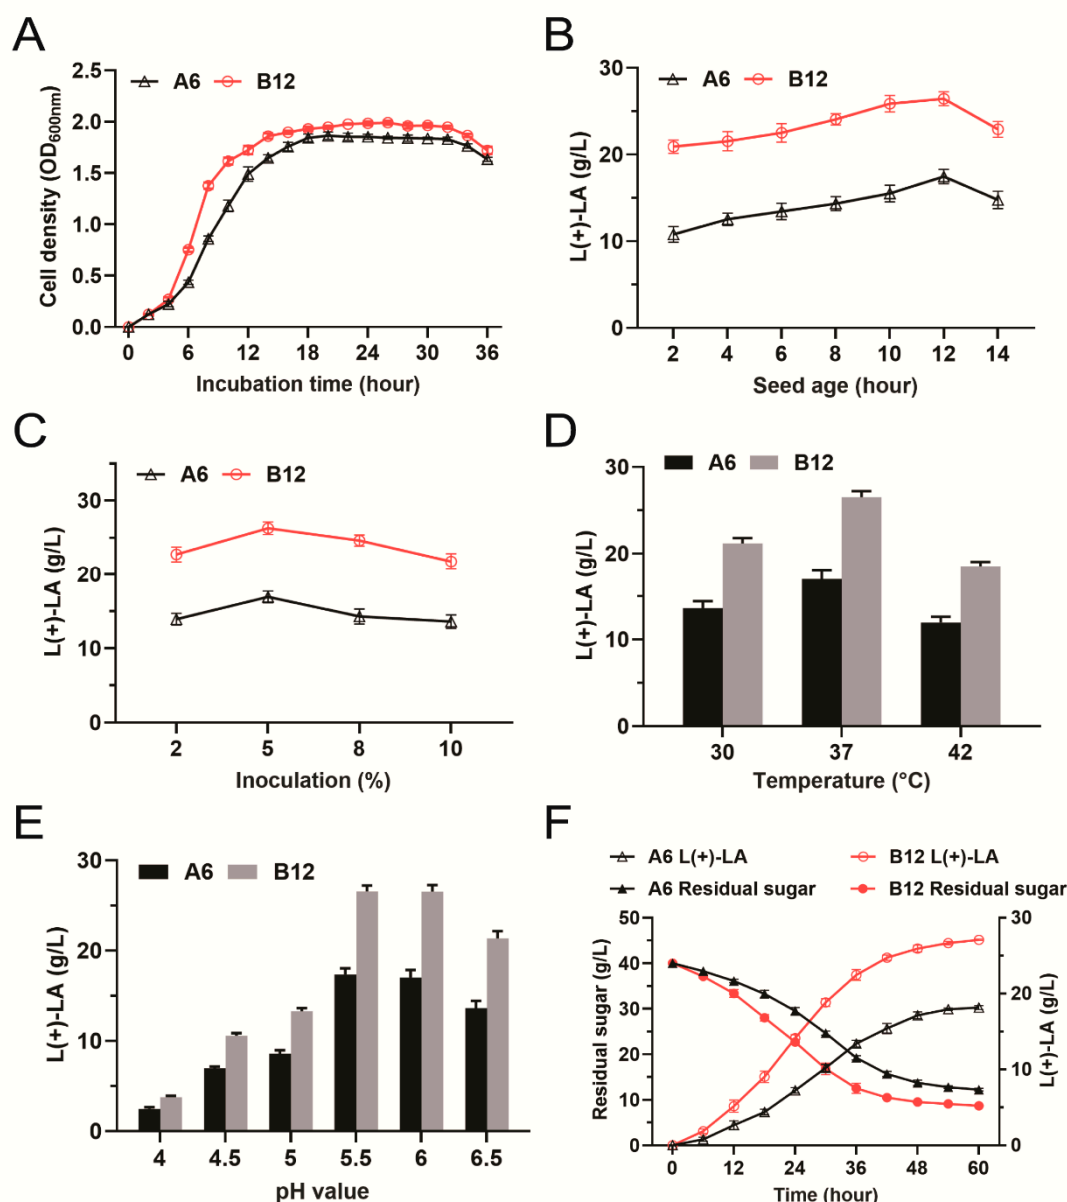 A
A6 B12
2.5
2.0
1.5
1.0
0.5
0.0
Cell density (OD600nm)
0 6 12 18 24 30 36
Incubation time (hour)
B
A6 B12
30
20
10
0
L(+)-LA (g/L)
2 4 6 8 10 12 14
Seed age (hour)
C
A6 B12
30
20
10
0
L(+)-LA (g/L)
2 5 8 10
Inoculation (%)
D
A6 B12
30
20
10
0
L(+)-LA (g/L)
30 37 42
Temperature (°C)
E
A6 B12
30
20
10
0
L(+)-LA (g/L)
4 4.5 5 5.5 6 6.5
pH value
F
A6 L(+)-LA B12 L(+)-LA
A6 Residual sugar B12 Residual sugar
50
40
30
20
10
0
Residual sugar (g/L)
30
20
10
0
L(+)-LA (g/L)
0 12 24 36 48 60
Time (hour)